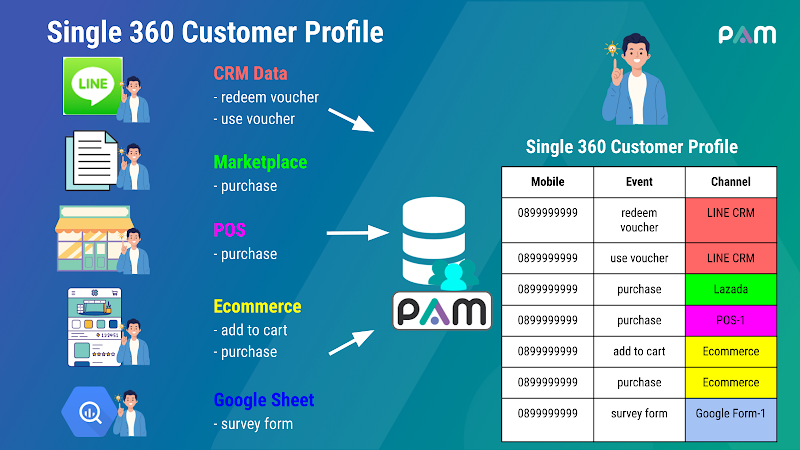 Single 360 Customer Profile
PAM
LINE
CRM Data
- redeem voucher
- use voucher
Marketplace
- purchase
POS
- purchase
Ecommerce
- add to cart
- purchase
Google Sheet
- survey form
PAM
Single 360 Customer Profile
Mobile Event Channel
0899999999 redeem voucher LINE CRM
0899999999 use voucher LINE CRM
0899999999 purchase Lazada
0899999999 purchase POS-1
0899999999 add to cart Ecommerce
0899999999 purchase Ecommerce
0899999999 survey form Google Form-1